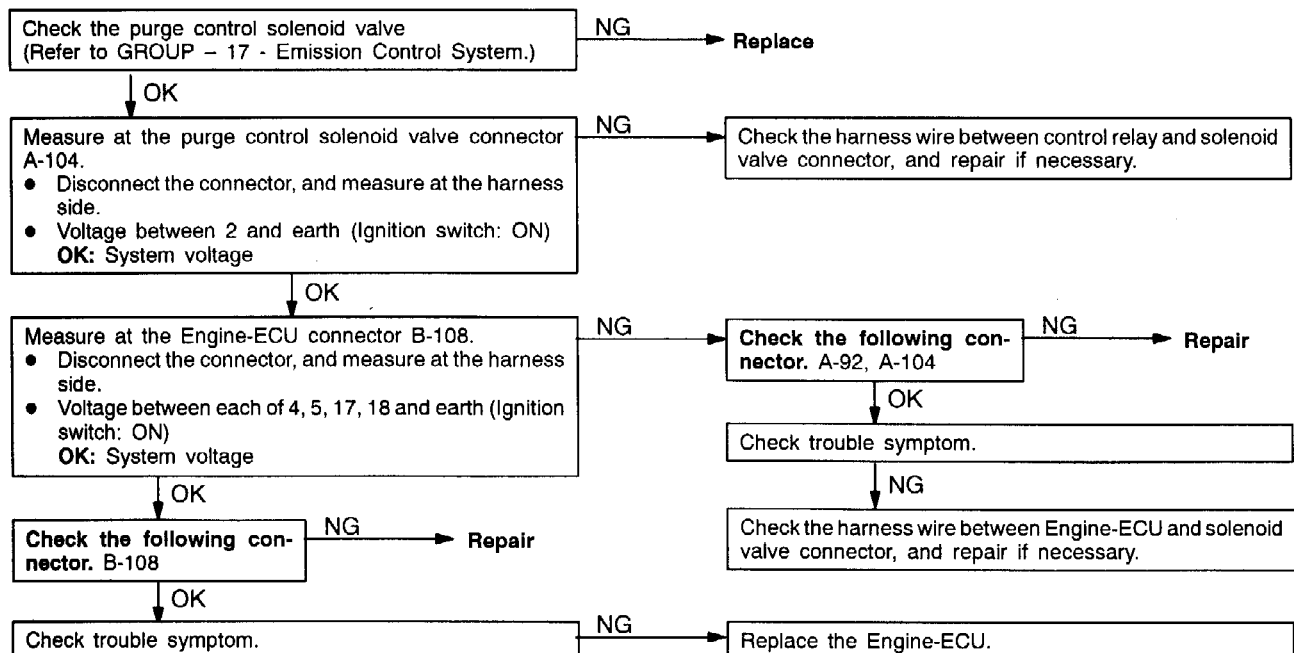 Check the purge control solenoid valve
(Refer to GROUP – 17 - Emission Control System.)
NG
Replace
OK
Measure at the purge control solenoid valve connector
A-104.
● Disconnect the connector, and measure at the harness
side.
● Voltage between 2 and earth (Ignition switch: ON)
OK: System voltage
NG
Check the harness wire between control relay and solenoid
valve connector, and repair if necessary.
OK
Measure at the Engine-ECU connector B-108.
● Disconnect the connector, and measure at the harness
side.
● Voltage between each of 4, 5, 17, 18 and earth (Ignition
switch: ON)
OK: System voltage
NG
Check the following con-
nector. A-92, A-104
NG
Repair
OK
Check trouble symptom.
NG
Check the harness wire between Engine-ECU and solenoid
valve connector, and repair if necessary.
OK
Check the following con-
nector. B-108
NG
Repair
OK
Check trouble symptom.
NG
Replace the Engine-ECU.